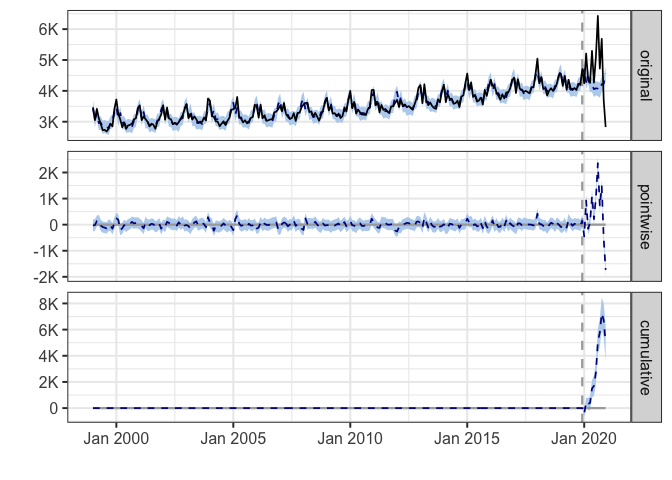 6K
5K
4K
3K
original
2K
1K
0
-1K
-2K
pointwise
8K
6K
4K
2K
0
cumulative
Jan 2000 Jan 2005 Jan 2010 Jan 2015 Jan 2020